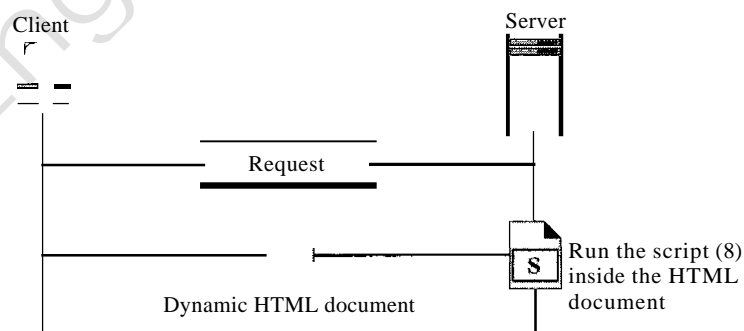 Client
Server
Request
S
Run the script (8)
inside the HTML
document
Dynamic HTML document